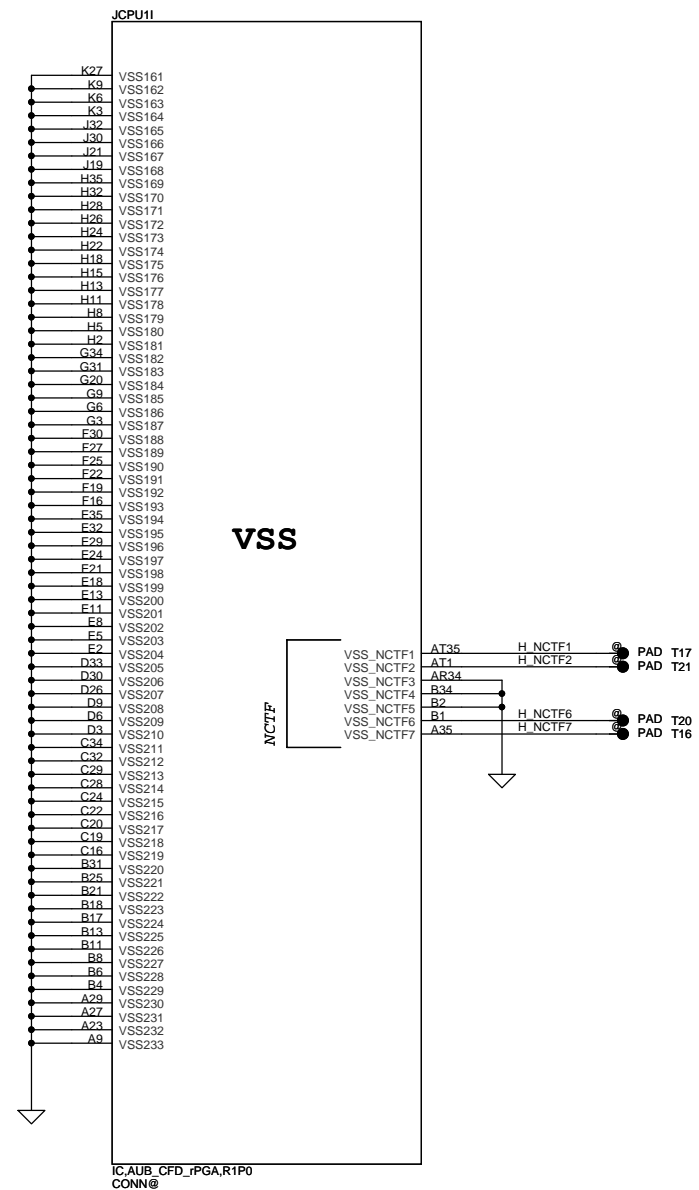 JCPU1I
K27 VSS161
K9 VSS162
K6 VSS163
K3 VSS164
J32 VSS165
J30 VSS166
J21 VSS167
J19 VSS168
H35 VSS169
H32 VSS170
H28 VSS171
H26 VSS172
H24 VSS173
H22 VSS174
H18 VSS175
H15 VSS176
H13 VSS177
H11 VSS178
H8 VSS179
H5 VSS180
H2 VSS181
G34 VSS182
G31 VSS183
G20 VSS184
G9 VSS185
G6 VSS186
G3 VSS187
F30 VSS188
F27 VSS189
F25 VSS190
F22 VSS191
F19 VSS192
F16 VSS193
E35 VSS194
E32 VSS195
E29 VSS196
E24 VSS197
E21 VSS198
E18 VSS199
E13 VSS200
E11 VSS201
E8 VSS202
E5 VSS203
E2 VSS204
D33 VSS205
D30 VSS206
D26 VSS207
D9 VSS208
D6 VSS209
D3 VSS210
C34 VSS211
C32 VSS212
C29 VSS213
C28 VSS214
C24 VSS215
C22 VSS216
C20 VSS217
C19 VSS218
C16 VSS219
B31 VSS220
B25 VSS221
B21 VSS222
B18 VSS223
B17 VSS224
B13 VSS225
B11 VSS226
B8 VSS227
B6 VSS228
B4 VSS229
A29 VSS230
A27 VSS231
A23 VSS232
A9 VSS233
VSS
NCTF
VSS_NCTF1 AT35 H_NCTF1 @ PAD T17
VSS_NCTF2 AT1 H_NCTF2 @ PAD T21
VSS_NCTF3 AR34
VSS_NCTF4 B34
VSS_NCTF5 B2
VSS_NCTF6 B1 H_NCTF6 @ PAD T20
VSS_NCTF7 A35 H_NCTF7 @ PAD T16
IC,AUB_CFD_rPGA,R1P0
CONN@